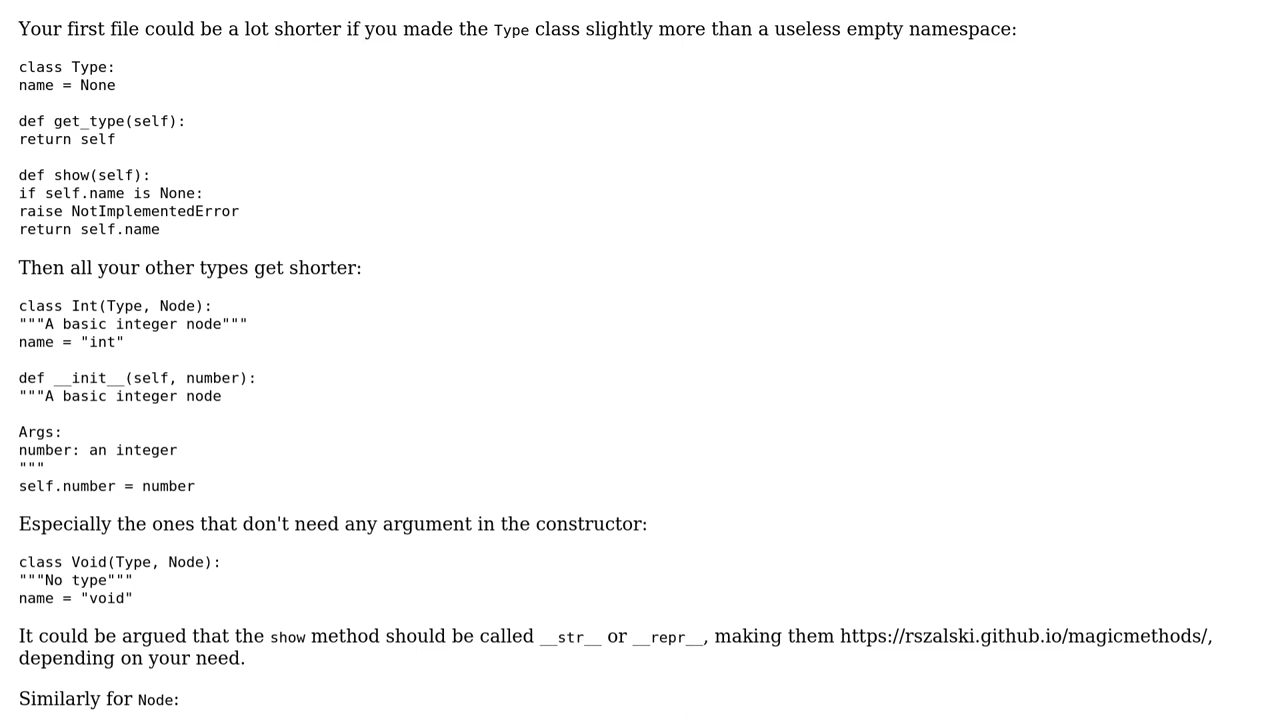 Your first file could be a lot shorter if you made the Type class slightly more than a useless empty namespace:
class Type:
name = None
def get_type(self):
return self
def show(self):
if self.name is None:
raise NotImplementedError
return self.name
Then all your other types get shorter:
class Int(Type, Node):
"""A basic integer node"""
name = "int"
def __init__(self, number):
"""A basic integer node
Args:
number: an integer
"""
self.number = number
Especially the ones that don't need any argument in the constructor:
class Void(Type, Node):
"""No type"""
name = "void"
It could be argued that the show method should be called __str__ or __repr__, making them https://rszalski.github.io/magicmethods/,
depending on your need.
Similarly for Node: